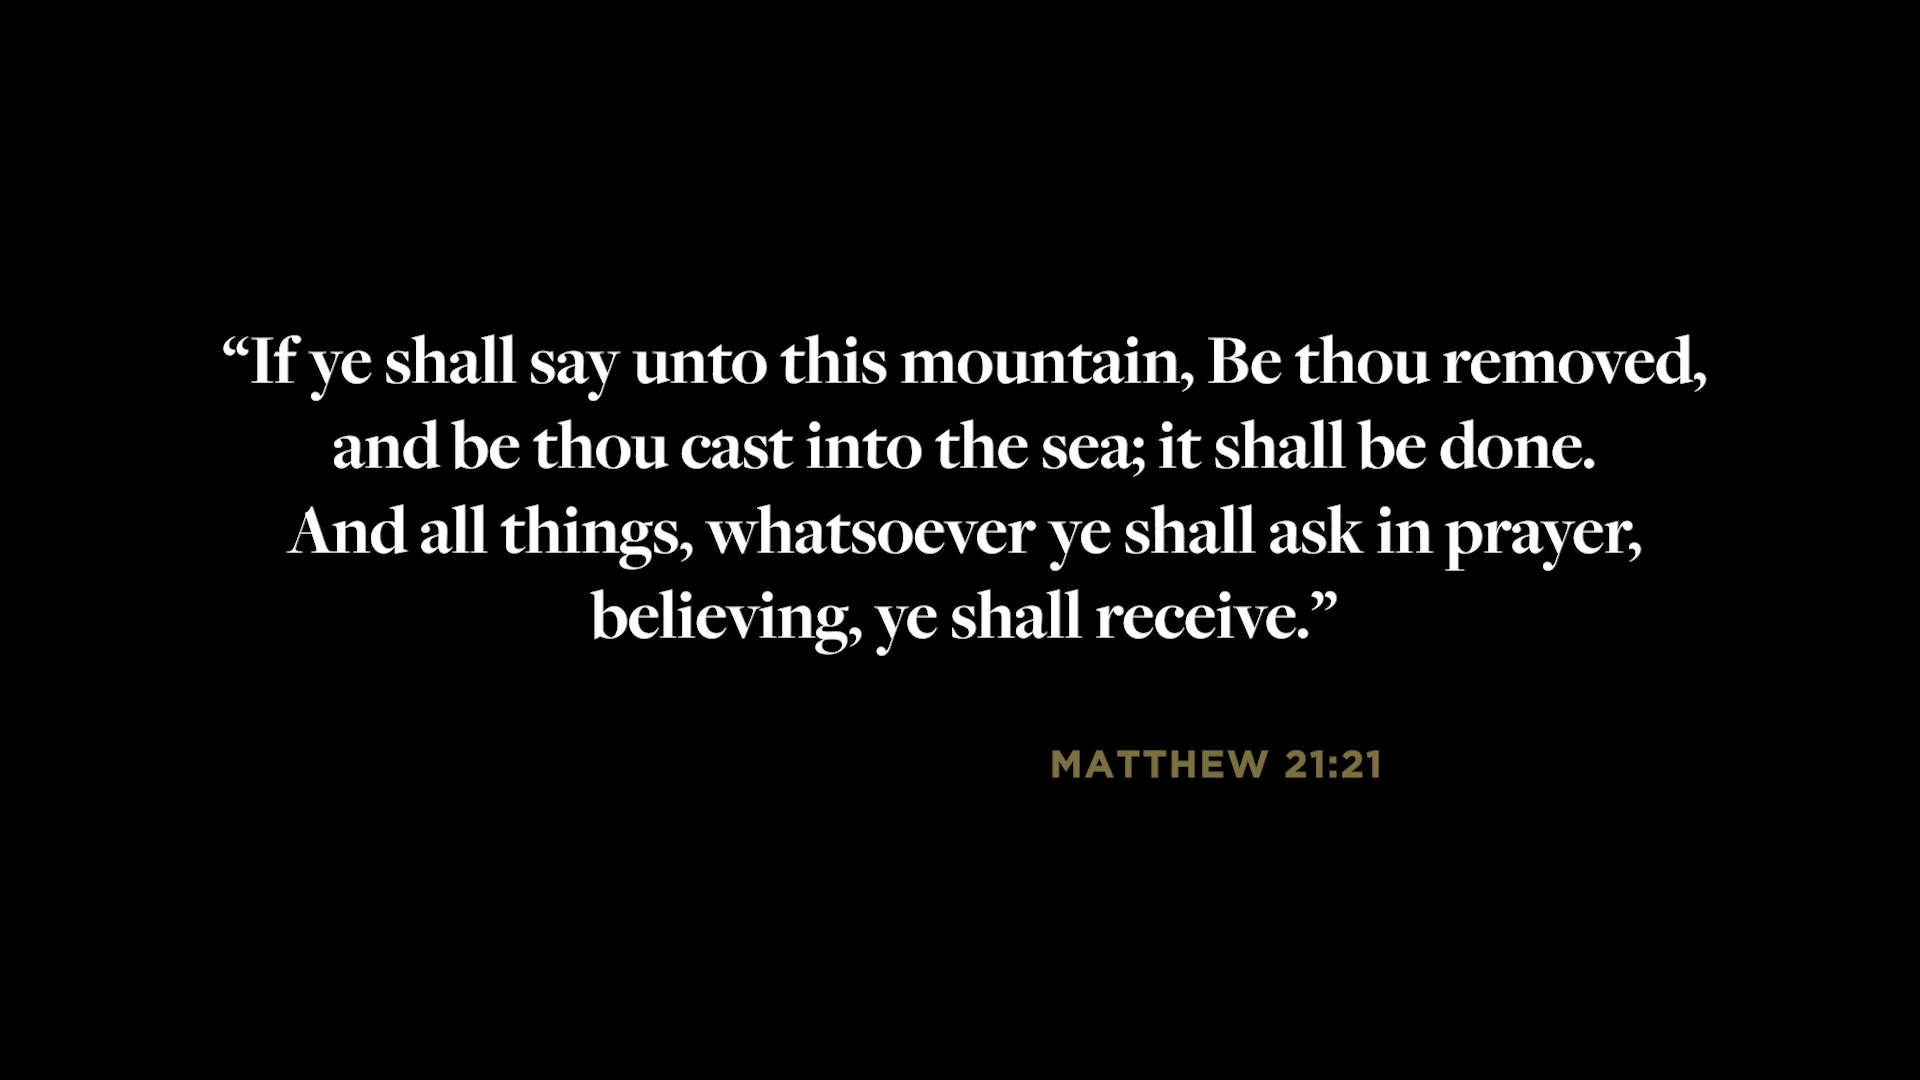 “If ye shall say unto this mountain, Be thou removed,
and be thou cast into the sea; it shall be done.
And all things, whatsoever ye shall ask in prayer,
believing, ye shall receive.”
MATTHEW 21:21